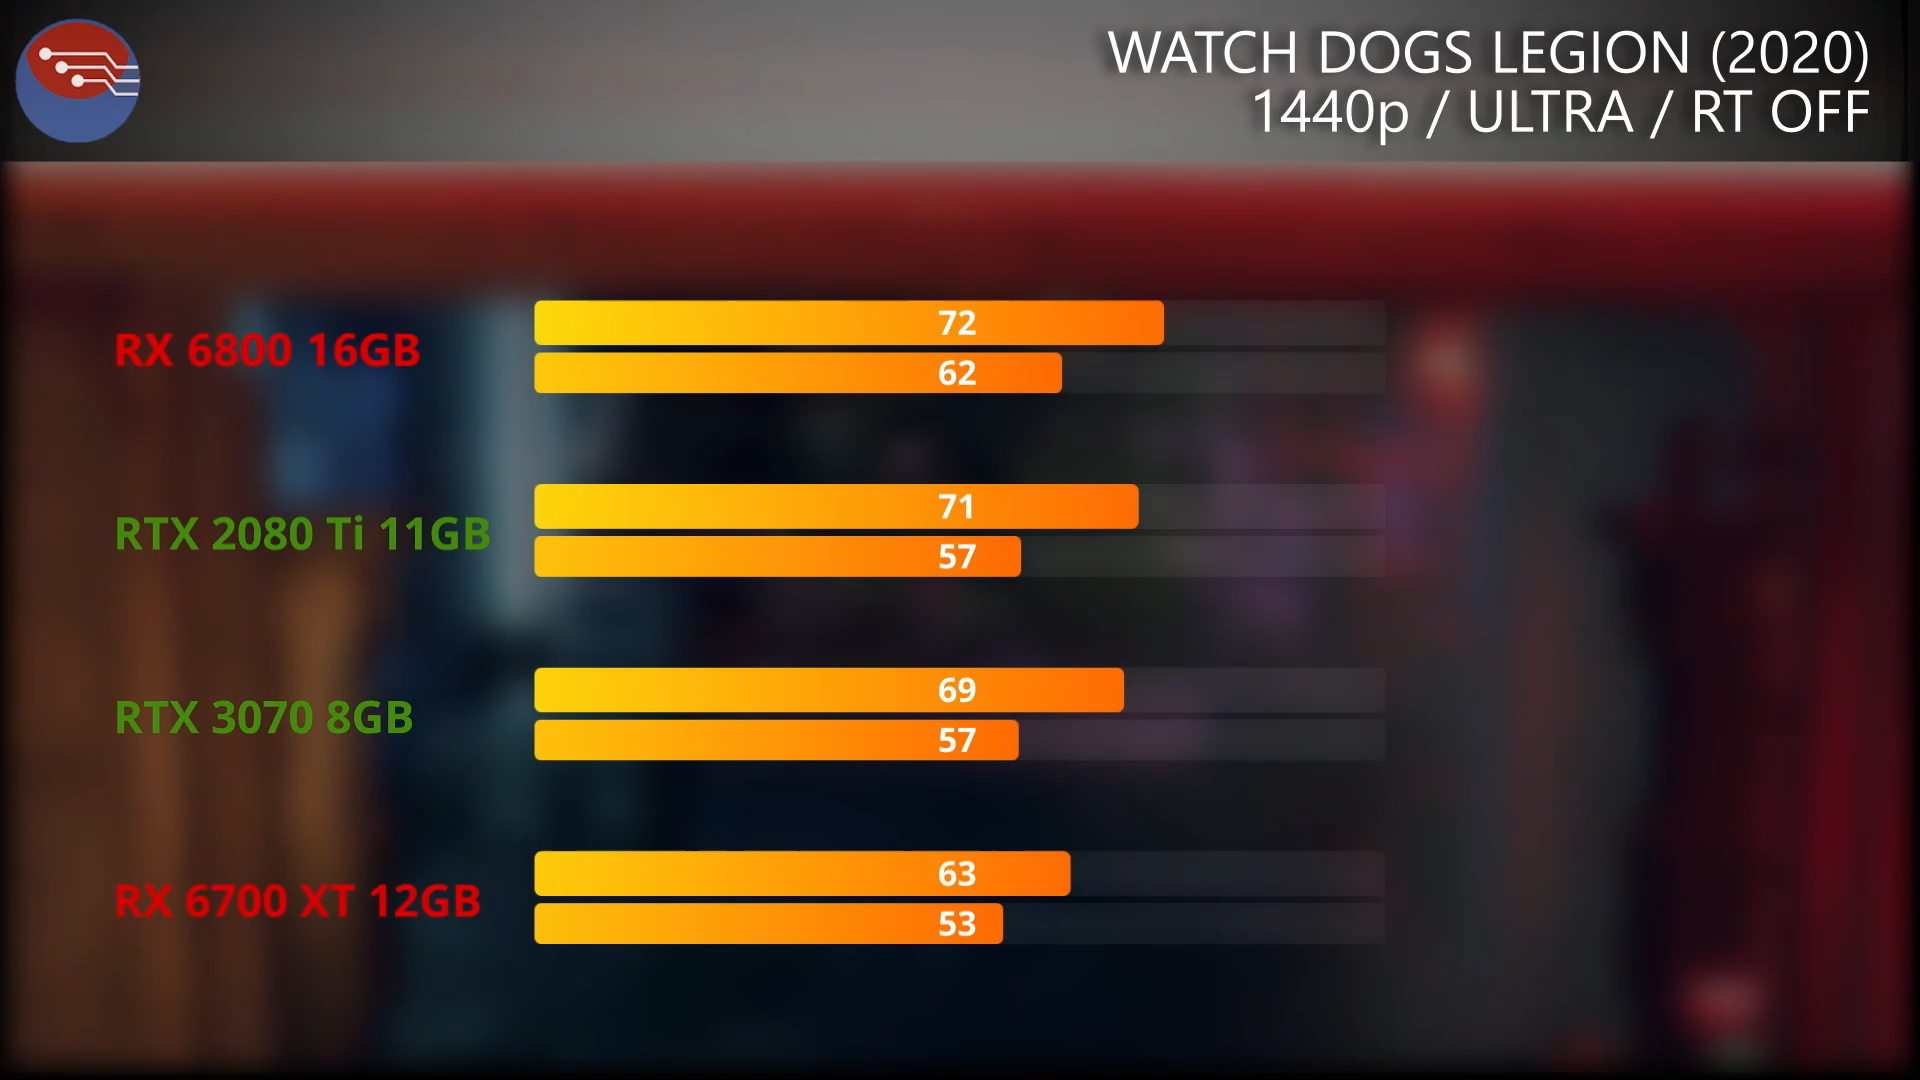 WATCH DOGS LEGION (2020)
1440p / ULTRA / RT OFF
RX 6800 16GB
72
62
RTX 2080 Ti 11GB
71
57
RTX 3070 8GB
69
57
RX 6700 XT 12GB
63
53